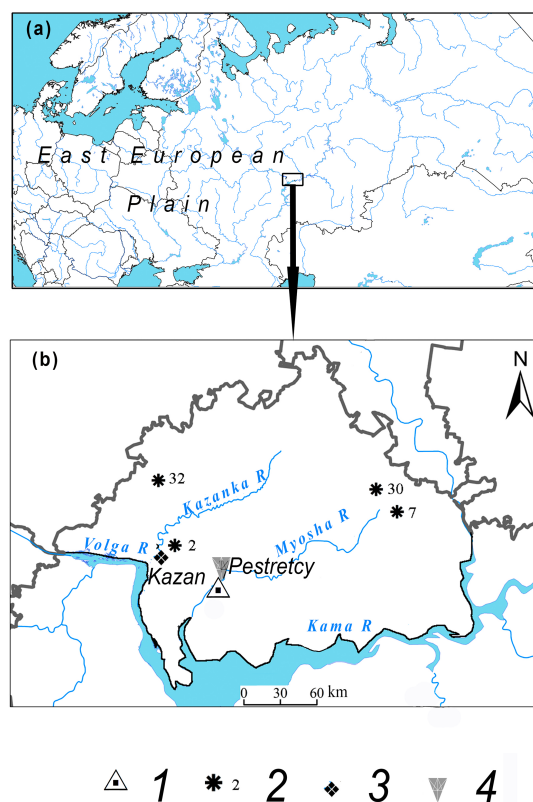 (a)
East European
Plain
(b)
N
32
Kazanka R
30
7
Volga R
2
Myosha R
Kazan
Pestretcy
Kama R
0 30 60 km
1 2 2 3 4